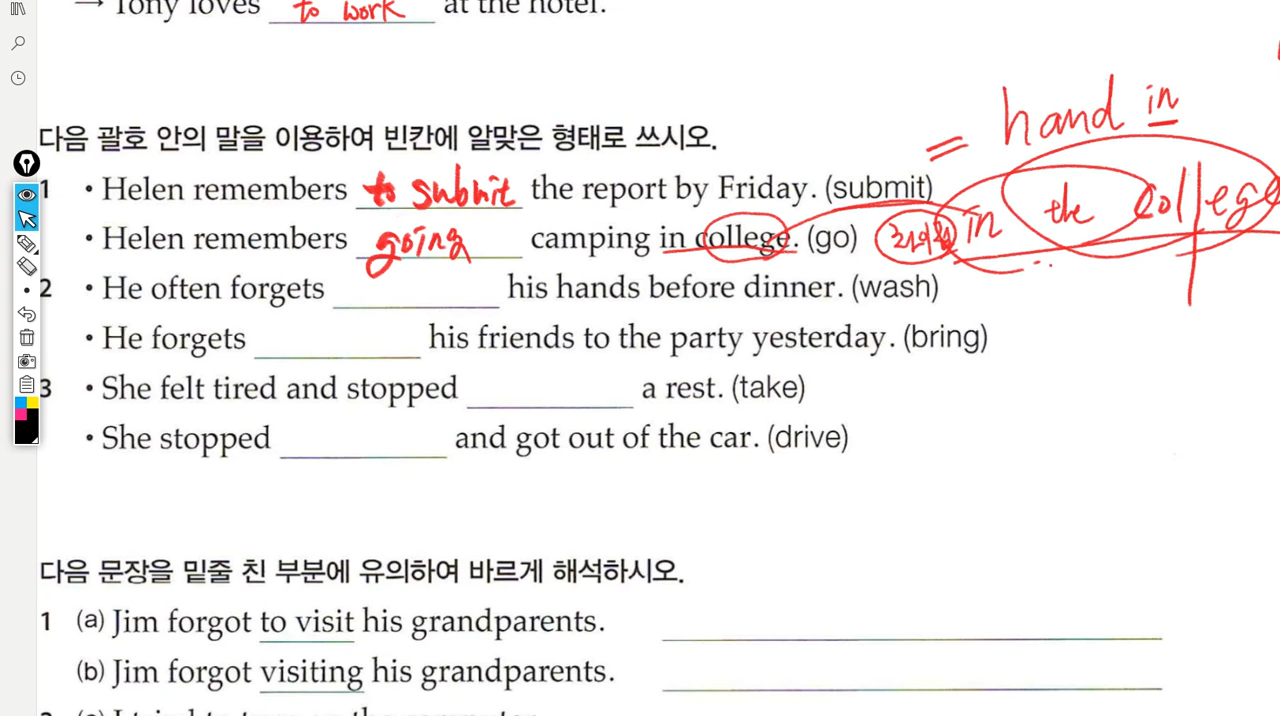 → Tony loves to work at the hotel.
= hand in
다음 괄호 안의 말을 이용하여 빈칸에 알맞은 형태로 쓰시오.
1 • Helen remembers to submit the report by Friday. (submit)
in the college
• Helen remembers going camping in college. (go)
2 • He often forgets his hands before dinner. (wash)
• He forgets his friends to the party yesterday. (bring)
3 • She felt tired and stopped a rest. (take)
• She stopped and got out of the car. (drive)
다음 문장을 밑줄 친 부분에 유의하여 바르게 해석하시오.
1 (a) Jim forgot to visit his grandparents.
(b) Jim forgot visiting his grandparents.